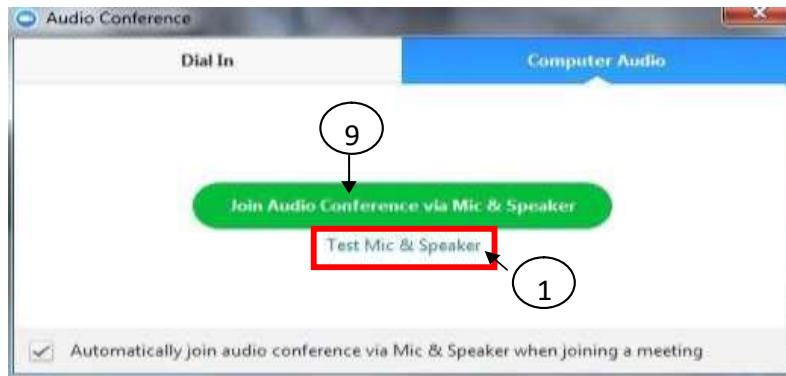 Audio Conference
Dial In
Computer Audio
9
Join Audio Conference via Mic & Speaker
Test Mic & Speaker
1
Automatically join audio conference via Mic & Speaker when joining a meeting